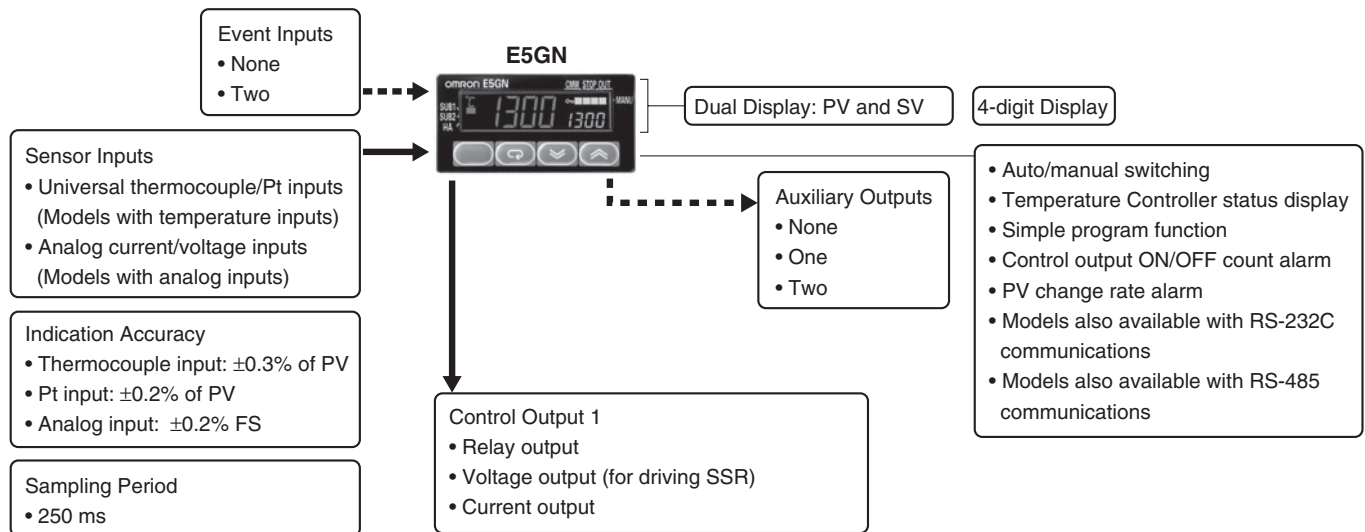 Event Inputs
• None
• Two
E5GN
OMRON E5GN
CMW STOP OUT
SUB1
SUB2
HA
°C
1300
1300
MANU
Dual Display: PV and SV
4-digit Display
Sensor Inputs
• Universal thermocouple/Pt inputs
(Models with temperature inputs)
• Analog current/voltage inputs
(Models with analog inputs)
Auxiliary Outputs
• None
• One
• Two
• Auto/manual switching
• Temperature Controller status display
• Simple program function
• Control output ON/OFF count alarm
• PV change rate alarm
• Models also available with RS-232C
communications
• Models also available with RS-485
communications
Indication Accuracy
• Thermocouple input: ±0.3% of PV
• Pt input: ±0.2% of PV
• Analog input: ±0.2% FS
Control Output 1
• Relay output
• Voltage output (for driving SSR)
• Current output
Sampling Period
• 250 ms